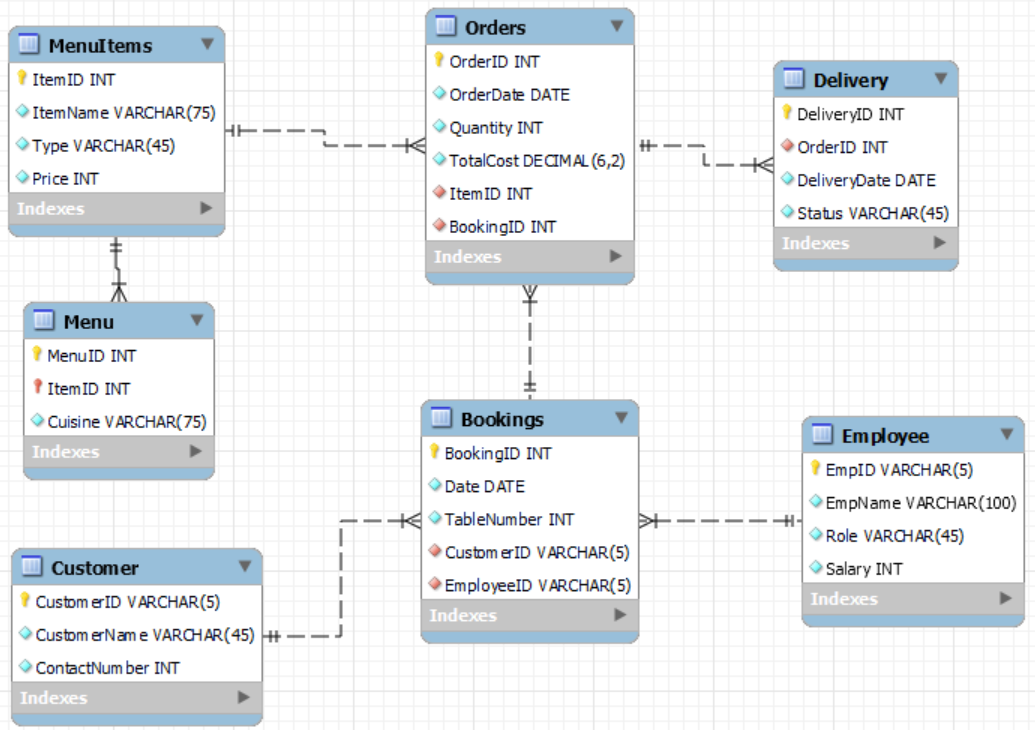 MenuItems
ItemID INT
ItemName VARCHAR(75)
Type VARCHAR(45)
Price INT
Indexes
Orders
OrderID INT
OrderDate DATE
Quantity INT
TotalCost DECIMAL(6,2)
ItemID INT
BookingID INT
Indexes
Delivery
DeliveryID INT
OrderID INT
DeliveryDate DATE
Status VARCHAR(45)
Indexes
Menu
MenuID INT
ItemID INT
Cuisine VARCHAR(75)
Indexes
Bookings
BookingID INT
Date DATE
TableNumber INT
CustomerID VARCHAR(5)
EmployeeID VARCHAR(5)
Indexes
Employee
EmpID VARCHAR(5)
EmpName VARCHAR(100)
Role VARCHAR(45)
Salary INT
Indexes
Customer
CustomerID VARCHAR(5)
CustomerName VARCHAR(45)
ContactNumber INT
Indexes